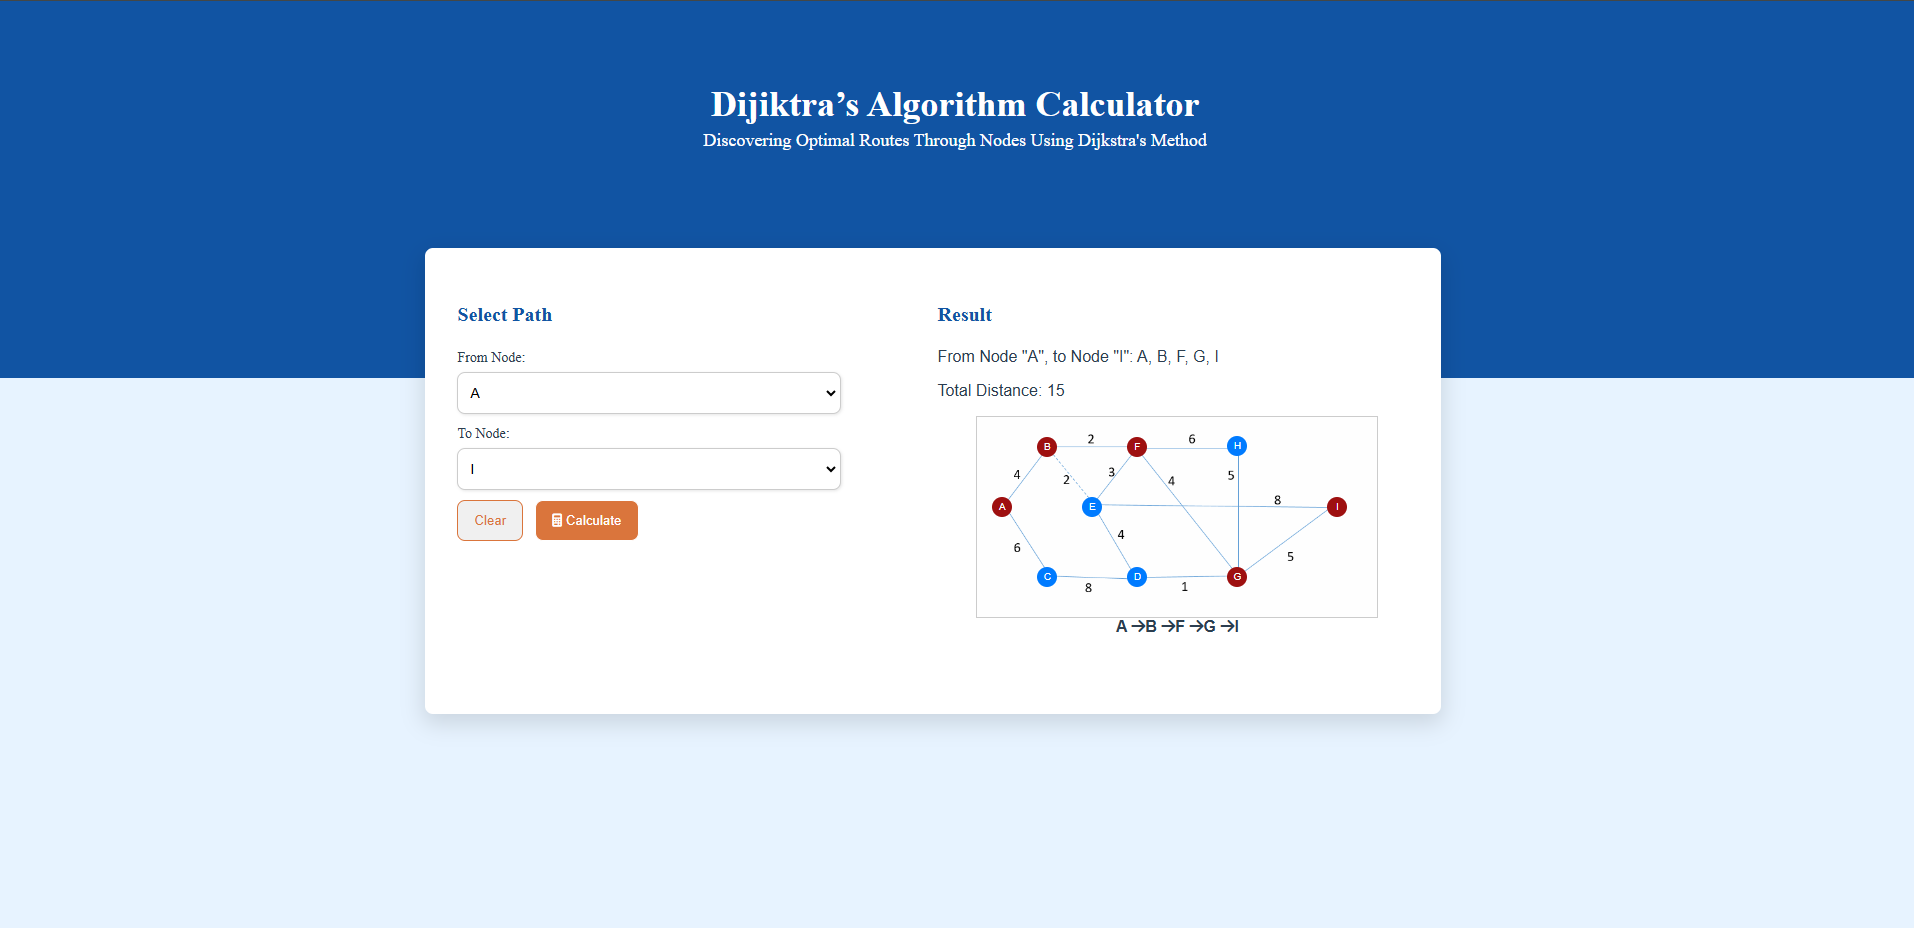 Dijiktra’s Algorithm Calculator
Discovering Optimal Routes Through Nodes Using Dijkstra's Method
Select Path
From Node:
A
To Node:
I
Clear
Calculate
Result
From Node "A", to Node "I": A, B, F, G, I
Total Distance: 15
B 2 F 6 H
4 2 3 4 5
A E 8 I
6 4 5
C 8 D 1 G
A →B →F →G →I